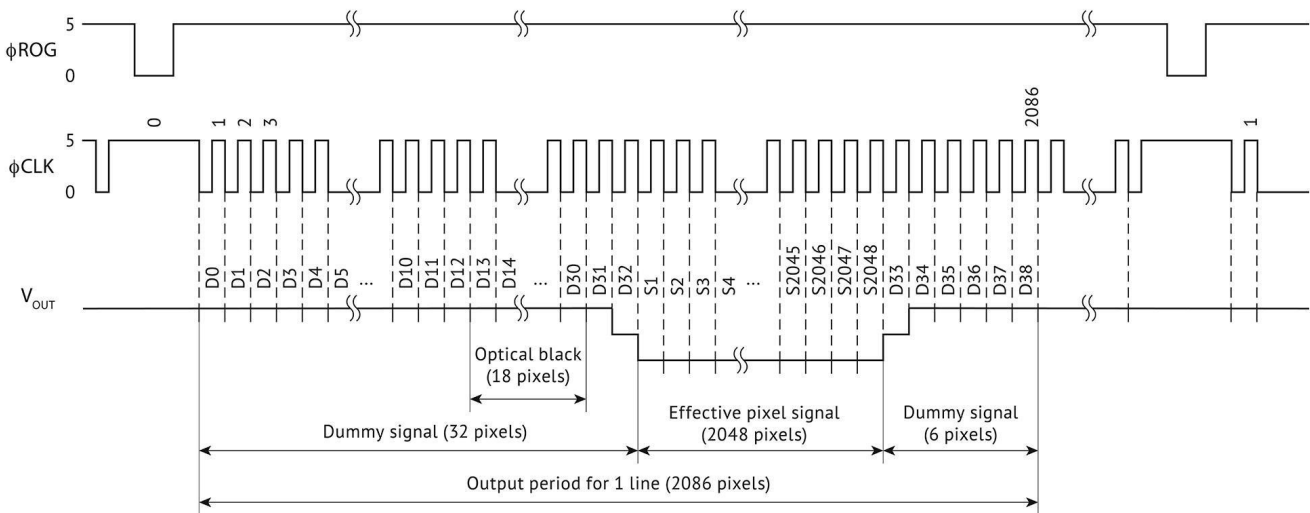 5
ϕROG
0
0
1
2
3
2086
1
5
ϕCLK
0
D0
D1
D2
D3
D4
D5
...
D10
D11
D12
D13
D14
...
D30
D31
D32
S1
S2
S3
S4
...
S2045
S2046
S2047
S2048
D33
D34
D35
D36
D37
D38
VOUT
Optical black
(18 pixels)
Dummy signal (32 pixels)
Effective pixel signal
(2048 pixels)
Dummy signal
(6 pixels)
Output period for 1 line (2086 pixels)